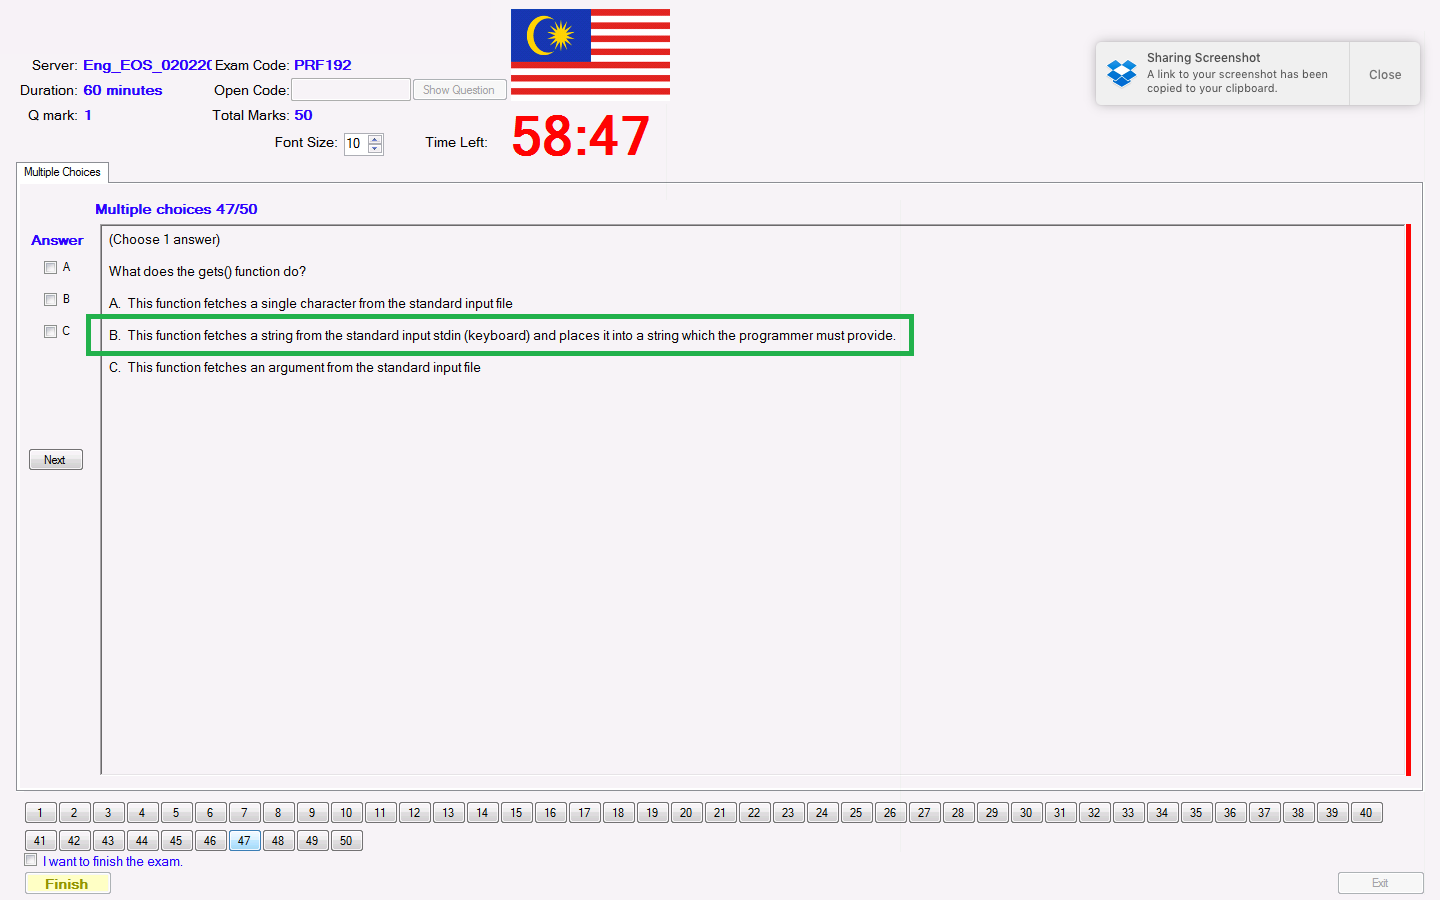 Server: Eng_EOS_020220 Exam Code: PRF192
Duration: 60 minutes Open Code: Show Question
Q mark: 1 Total Marks: 50
Font Size: 10 Time Left: 58:47
Sharing Screenshot
A link to your screenshot has been
copied to your clipboard.
Close
Multiple Choices
Multiple choices 47/50
Answer
A
B
C
(Choose 1 answer)
What does the gets() function do?
A. This function fetches a single character from the standard input file
B. This function fetches a string from the standard input stdin (keyboard) and places it into a string which the programmer must provide.
C. This function fetches an argument from the standard input file
Next
1 2 3 4 5 6 7 8 9 10 11 12 13 14 15 16 17 18 19 20 21 22 23 24 25 26 27 28 29 30 31 32 33 34 35 36 37 38 39 40
41 42 43 44 45 46 47 48 49 50
I want to finish the exam.
Finish
Exit